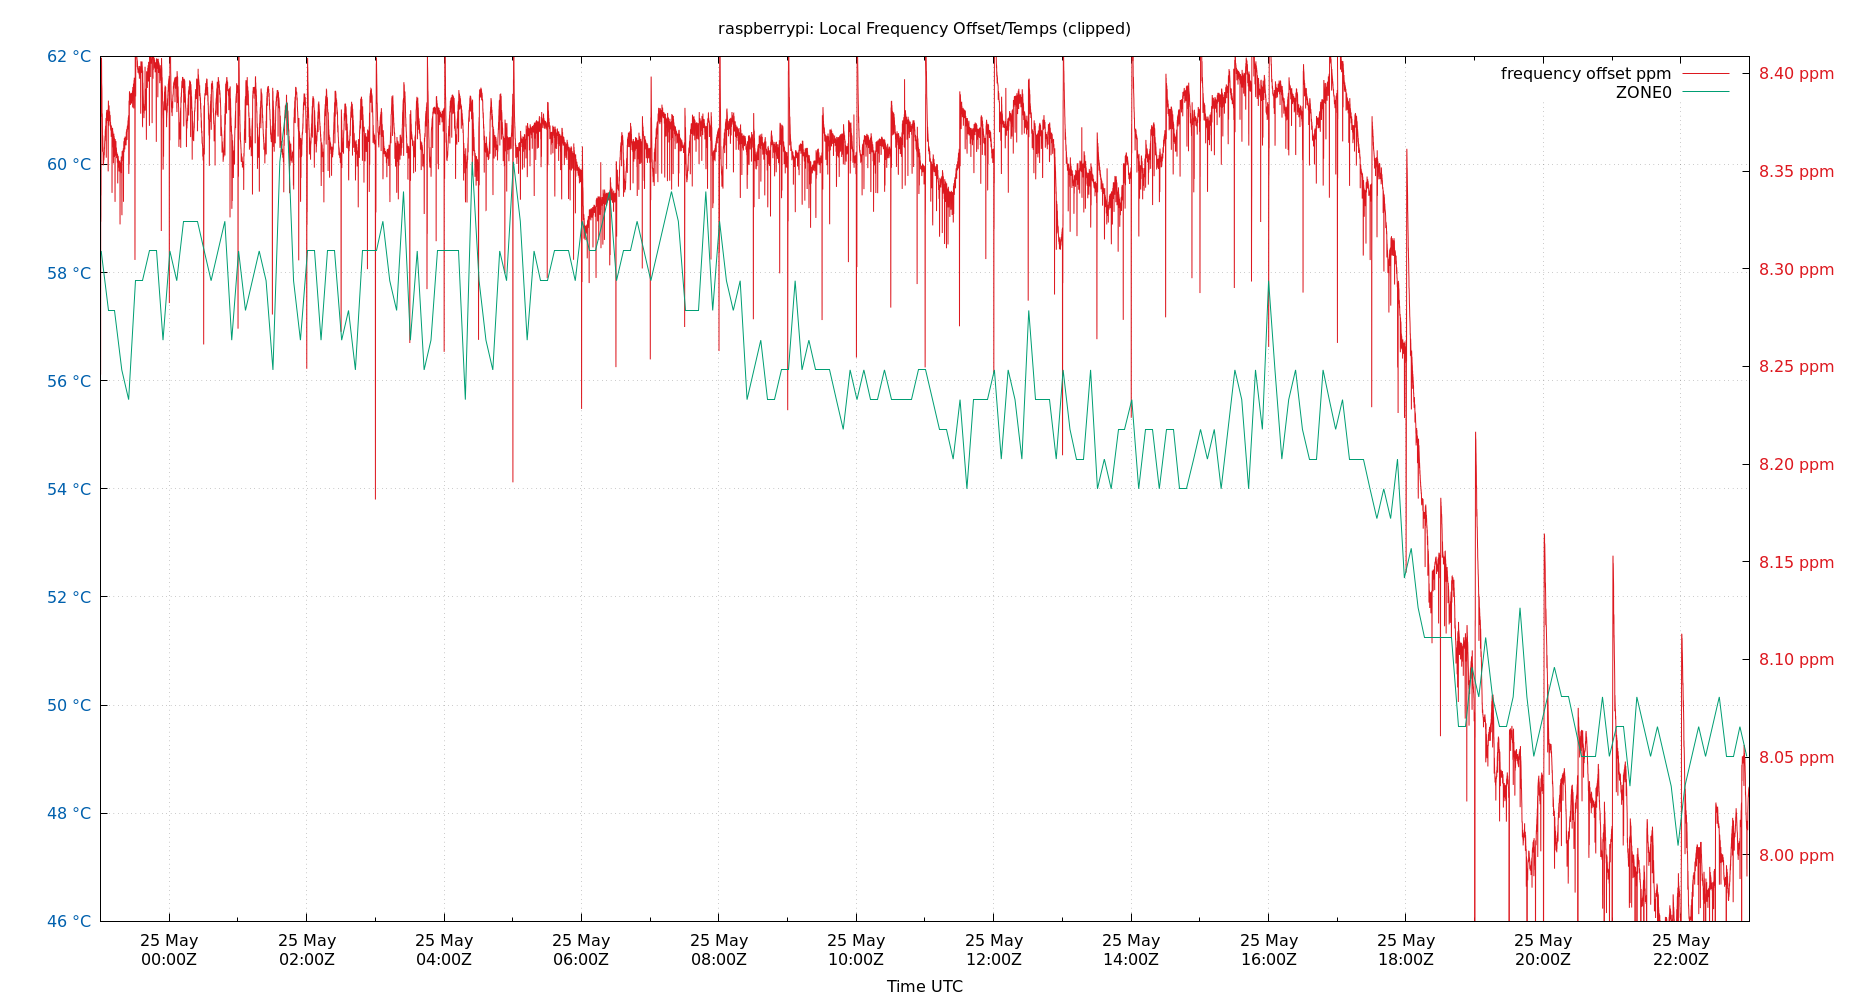 raspberrypi: Local Frequency Offset/Temps (clipped)
62 °C
60 °C
58 °C
56 °C
54 °C
52 °C
50 °C
48 °C
46 °C
frequency offset ppm
ZONE0
8.40 ppm
8.35 ppm
8.30 ppm
8.25 ppm
8.20 ppm
8.15 ppm
8.10 ppm
8.05 ppm
8.00 ppm
25 May
00:00Z
25 May
02:00Z
25 May
04:00Z
25 May
06:00Z
25 May
08:00Z
25 May
10:00Z
25 May
12:00Z
25 May
14:00Z
25 May
16:00Z
25 May
18:00Z
25 May
20:00Z
25 May
22:00Z
Time UTC